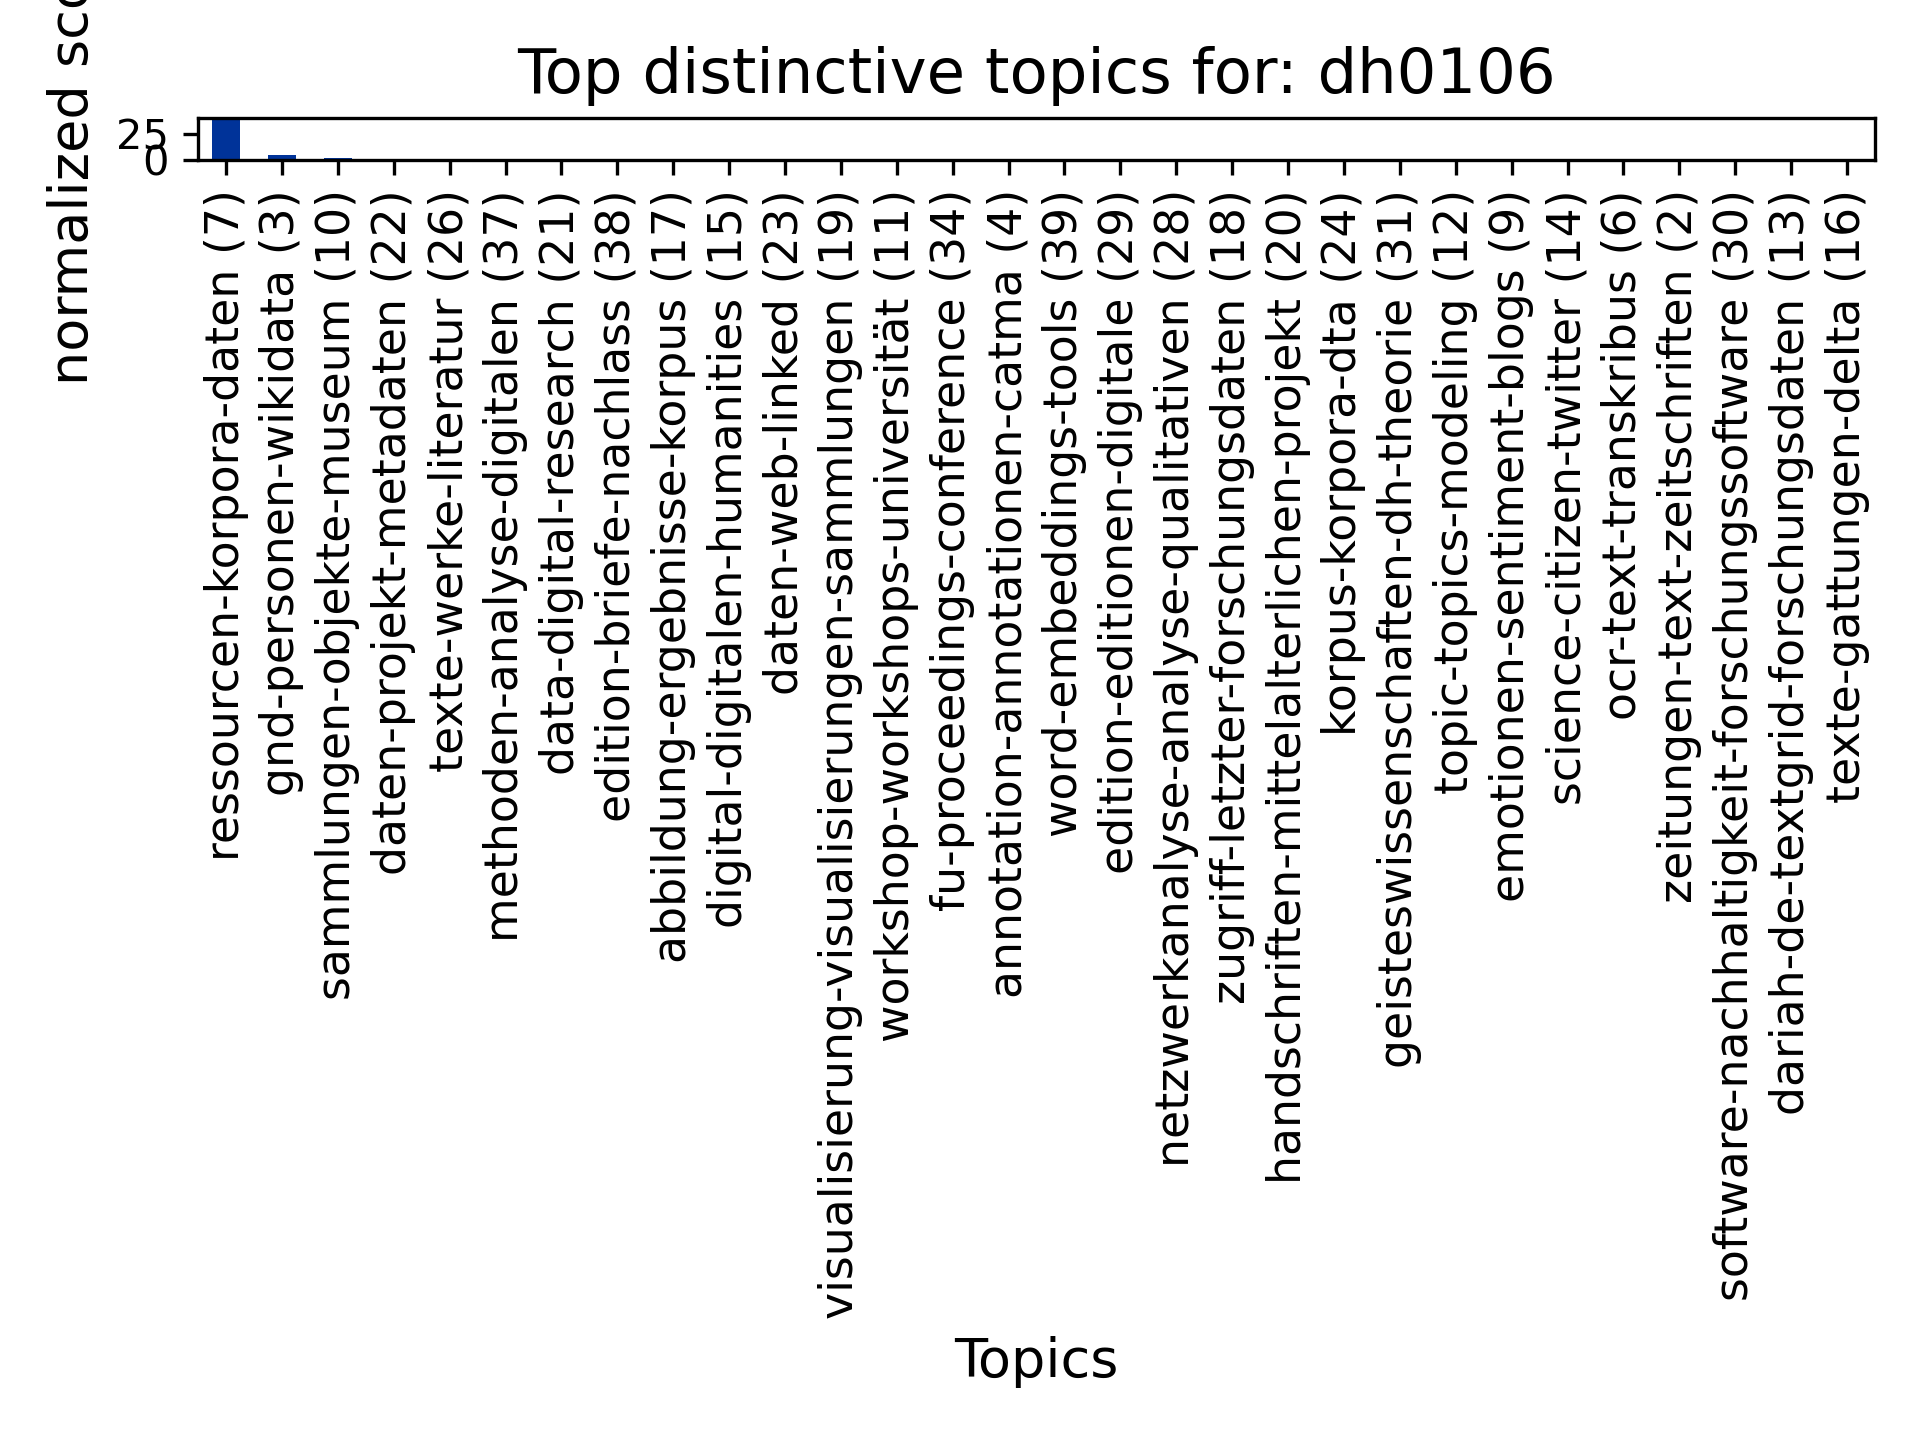 Top distinctive topics for: dh0106
normalized
25
0
ressourcen-korpora-daten (7)
gnd-personen-wikidata (3)
sammlungen-objekte-museum (10)
daten-projekt-metadaten (22)
texte-werke-literatur (26)
methoden-analyse-digitalen (37)
data-digital-research (21)
edition-briefe-nachlass (38)
abbildung-ergebnisse-korpus (17)
digital-digitalen-humanities (15)
daten-web-linked (23)
visualisierung-visualisierungen-sammlungen (19)
workshop-workshops-universität (11)
fu-proceedings-conference (34)
annotation-annotationen-catma (4)
word-embeddings-tools (39)
edition-editionen-digitale (29)
netzwerkanalyse-analyse-qualitativen (28)
zugriff-letzter-forschungsdaten (18)
handschriften-mittelalterlichen-projekt (20)
korpus-korpora-dta (24)
geisteswissenschaften-dh-theorie (31)
topic-topics-modeling (12)
emotionen-sentiment-blogs (9)
science-citizen-twitter (14)
ocr-text-transkribus (6)
zeitungen-text-zeitschriften (2)
software-nachhaltigkeit-forschungssoftware (30)
dariah-de-textgrid-forschungsdaten (13)
texte-gattungen-delta (16)
Topics